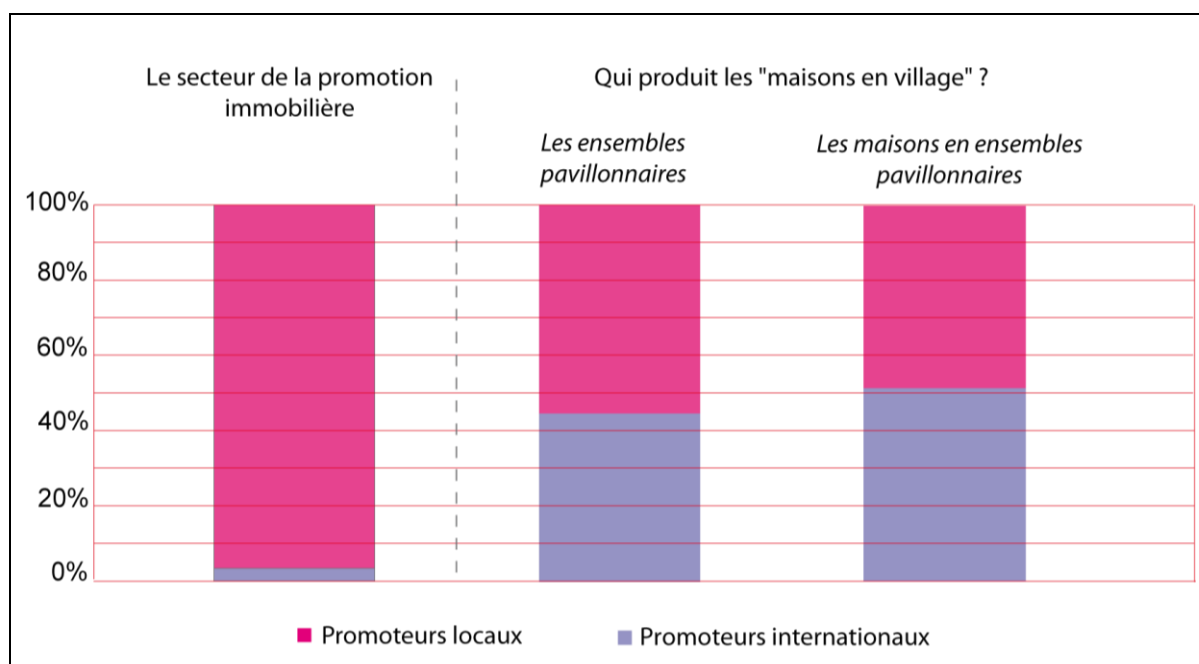 Le secteur de la promotion
immobilière
Qui produit les "maisons en village" ?
Les ensembles
pavillonnaires
Les maisons en ensembles
pavillonnaires
100%
80%
60%
40%
20%
0%
Promoteurs locaux
Promoteurs internationaux